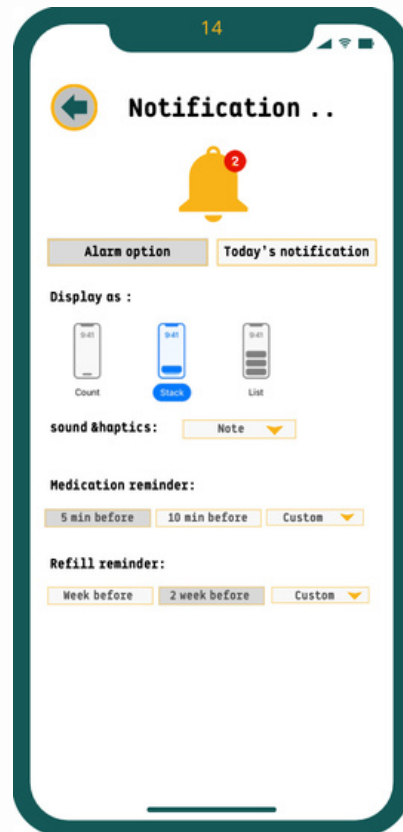 14
Notification ..
2
Alarm option
Today's notification
Display as :
9:41 9:41 9:41
Count Stack List
sound &haptics: Note
Medication reminder:
5 min before 10 min before Custom
Refill reminder:
Week before 2 week before Custom